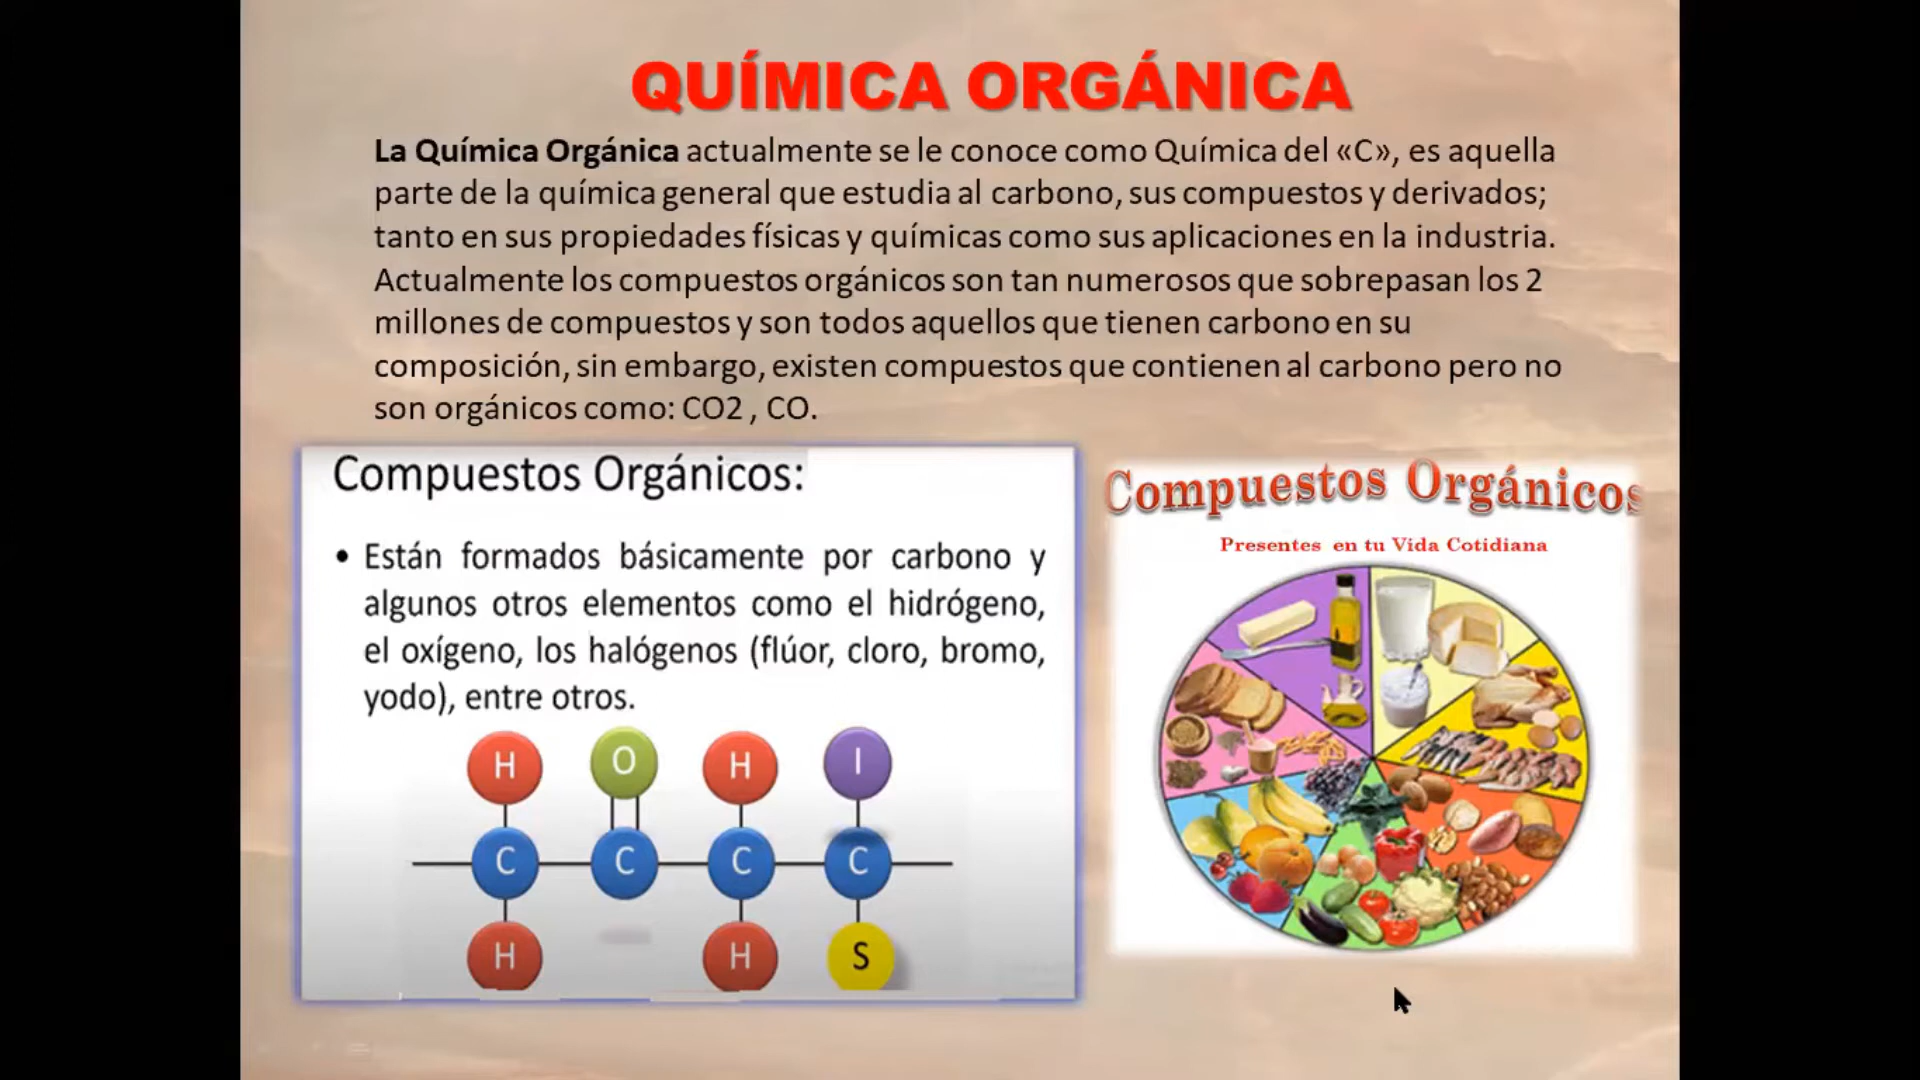 QUÍMICA ORGÁNICA
La Química Orgánica actualmente se le conoce como Química del «C», es aquella
parte de la química general que estudia al carbono, sus compuestos y derivados;
tanto en sus propiedades físicas y químicas como sus aplicaciones en la industria.
Actualmente los compuestos orgánicos son tan numerosos que sobrepasan los 2
millones de compuestos y son todos aquellos que tienen carbono en su
composición, sin embargo, existen compuestos que contienen al carbono pero no
son orgánicos como: CO2 , CO.
Compuestos Orgánicos:
• Están formados básicamente por carbono y
algunos otros elementos como el hidrógeno,
el oxígeno, los halógenos (flúor, cloro, bromo,
yodo), entre otros.
H O H I
C C C C
H H S
Compuestos Orgánicos
Presentes en tu Vida Cotidiana